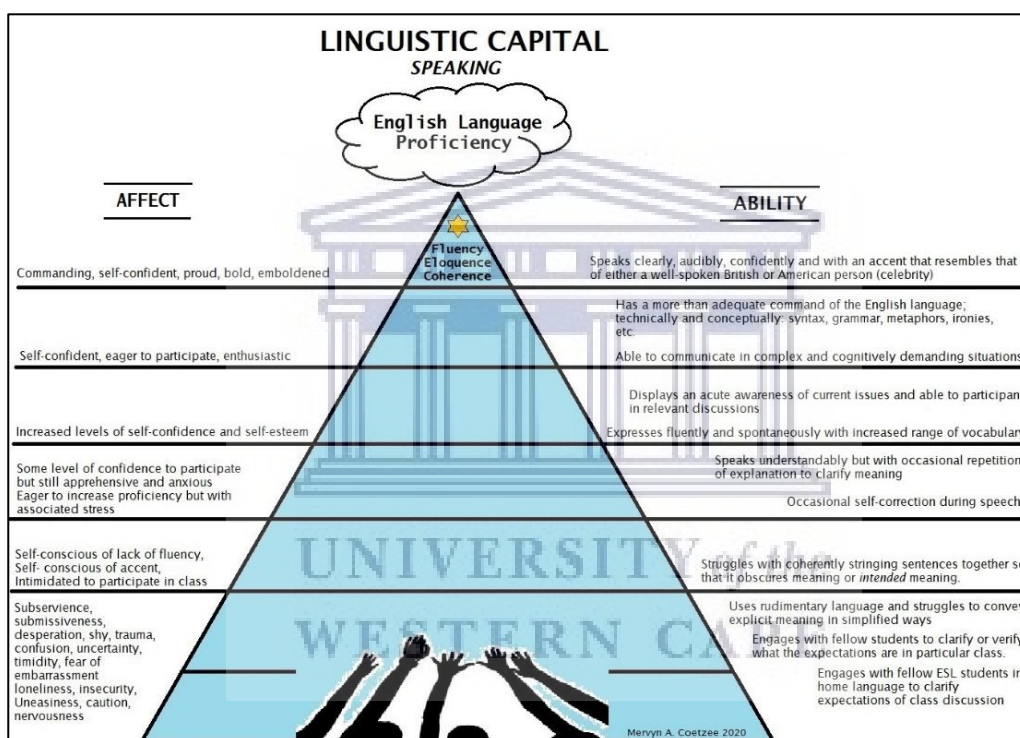 LINGUISTIC CAPITAL
SPEAKING
English Language
Proficiency
AFFECT
ABILITY
Fluency
Eloquence
Coherence
Commanding, self-confident, proud, bold, emboldened
Speaks clearly, audibly, confidently and with an accent that resembles that
of either a well-spoken British or American person (celebrity)
Has a more than adequate command of the English language;
technically and conceptually: syntax, grammar, metaphors, ironies,
etc.
Self-confident, eager to participate, enthusiastic
Able to communicate in complex and cognitively demanding situations
Displays an acute awareness of current issues and able to participan
in relevant discussions
Increased levels of self-confidence and self-esteem
Expresses fluently and spontaneously with increased range of vocabulary
Some level of confidence to participate
but still apprehensive and anxious
Eager to increase proficiency but with
associated stress
Speaks understandably but with occasional repetition
of explanation to clarify meaning
Occasional self-correction during speech
Self-conscious of lack of fluency,
Self- conscious of accent,
Intimidated to participate in class
Struggles with coherently stringing sentences together so
that it obscures meaning or intended meaning.
UNIVERSITY of the
WESTERN CAPE
Subservience,
submissiveness,
desperation, shy, trauma,
confusion, uncertainty,
timidity, fear of
embarrassment
loneliness, insecurity,
Uneasiness, caution,
nervousness
Uses rudimentary language and struggles to convey
explicit meaning in simplified ways
Engages with fellow students to clarify or verify
what the expectations are in particular class.
Engages with fellow ESL students in
home language to clarify
expectations of class discussion
Mervyn A. Coetzee 2020